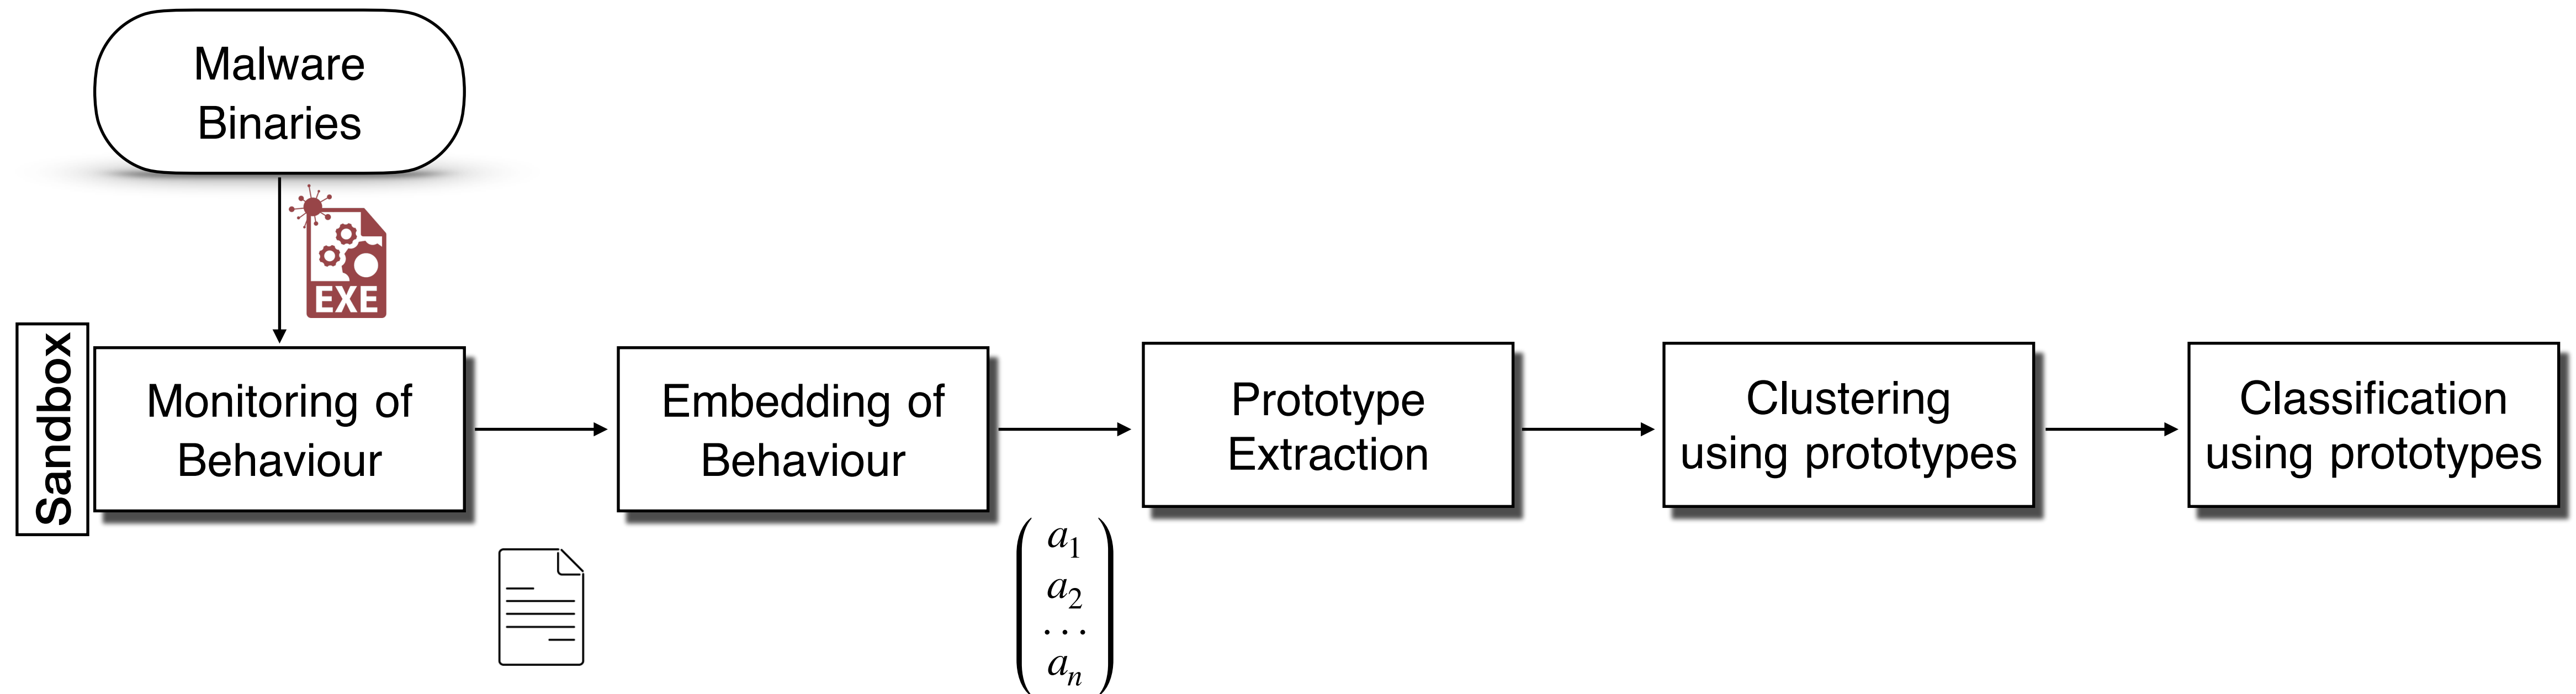 Malware
Binaries
EXE
Sandbox
Monitoring of
Behaviour
Embedding of
Behaviour
Prototype
Extraction
Clustering
using prototypes
Classification
using prototypes
a₁
a₂
...
aₙ